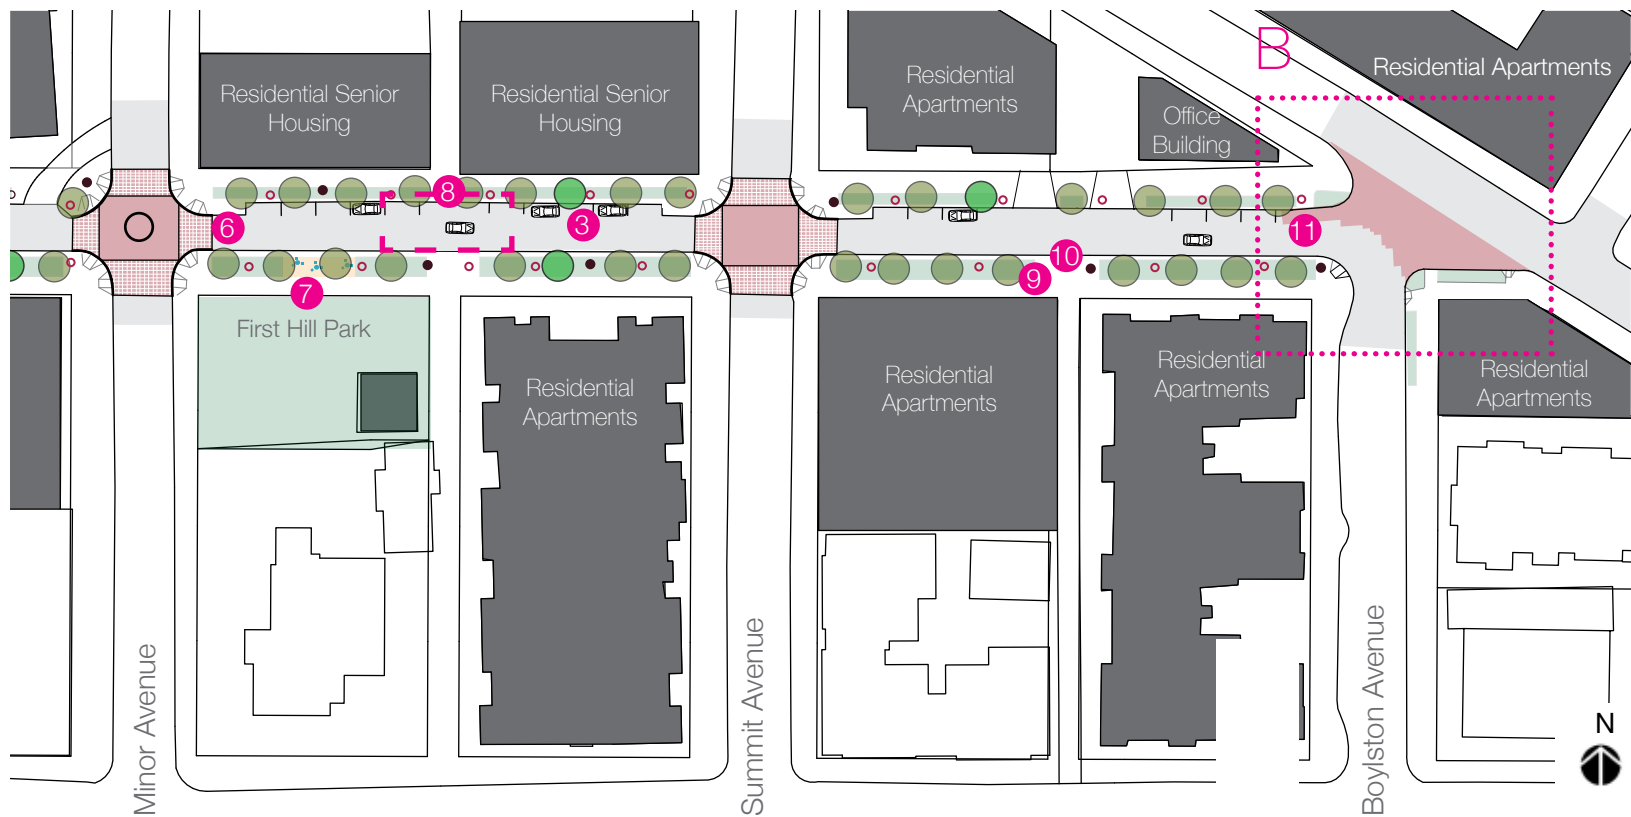 B
Residential Apartments
Residential Senior
Housing
Residential Senior
Housing
Residential
Apartments
Office
Building
8
6
3
11
10
9
7
First Hill Park
Residential
Apartments
Residential
Apartments
Residential
Apartments
Residential
Apartments
Minor Avenue
Summit Avenue
Boylston Avenue
N